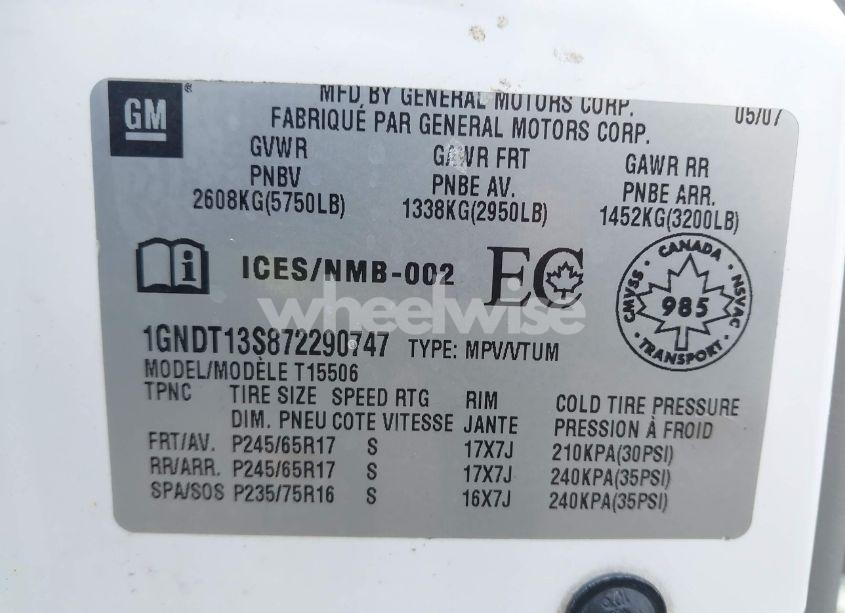 GM
MFD BY GENERAL MOTORS CORP. 05/07
FABRIQUÉ PAR GENERAL MOTORS CORP.
GVWR GAWR FRT GAWR RR
PNBV PNBE AV. PNBE ARR.
2608KG(5750LB) 1338KG(2950LB) 1452KG(3200LB)
i ICES/NMB-002 EC
CANADA
CMVSS 985 NSVAC
TRANSPORT
wheelwise
1GNDT13S872290747 TYPE: MPV/VTUM
MODEL/MODÈLE T15506
TPNC TIRE SIZE SPEED RTG RIM COLD TIRE PRESSURE
DIM. PNEU COTE VITESSE JANTE PRESSION À FROID
FRT/AV. P245/65R17 S 17X7J 210KPA(30PSI)
RR/ARR. P245/65R17 S 17X7J 240KPA(35PSI)
SPA/SOS P235/75R16 S 16X7J 240KPA(35PSI)